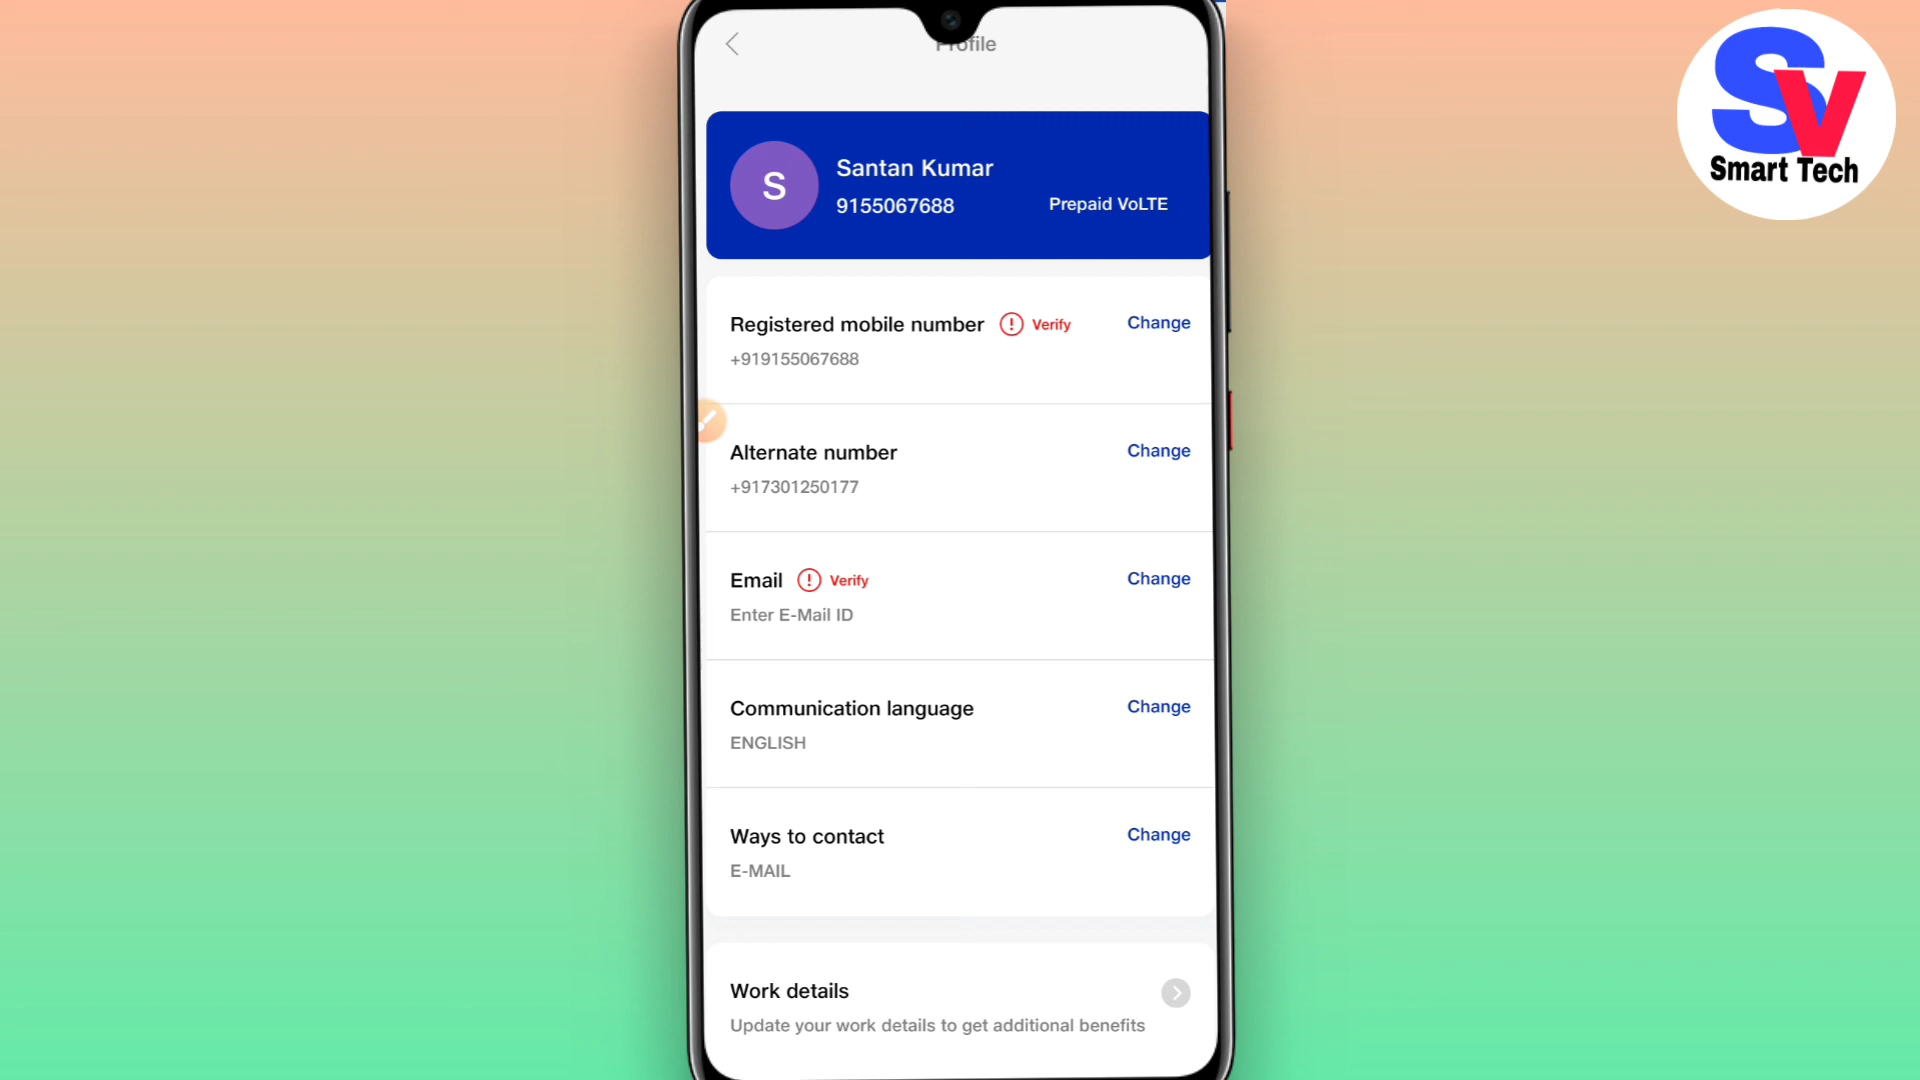 Profile
S
Santan Kumar
9155067688
Prepaid VoLTE
Registered mobile number
Verify
Change
+919155067688
Alternate number
Change
+917301250177
Email
Verify
Change
Enter E-Mail ID
Communication language
Change
ENGLISH
Ways to contact
Change
E-MAIL
Work details
Update your work details to get additional benefits
SV
Smart Tech